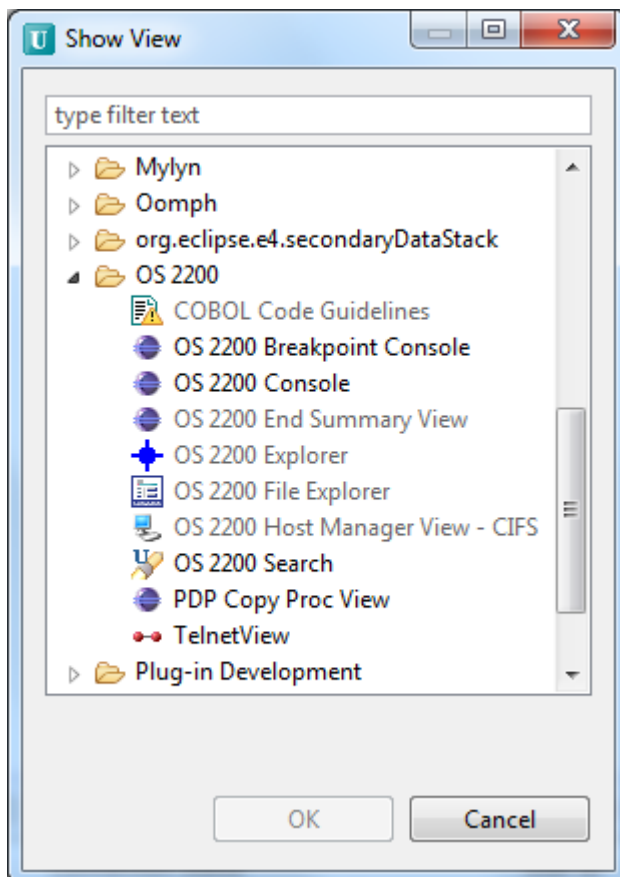 U Show View
type filter text
Mylyn
Oomph
org.eclipse.e4.secondaryDataStack
OS 2200
COBOL Code Guidelines
OS 2200 Breakpoint Console
OS 2200 Console
OS 2200 End Summary View
OS 2200 Explorer
OS 2200 File Explorer
OS 2200 Host Manager View - CIFS
OS 2200 Search
PDP Copy Proc View
TelnetView
Plug-in Development
OK Cancel